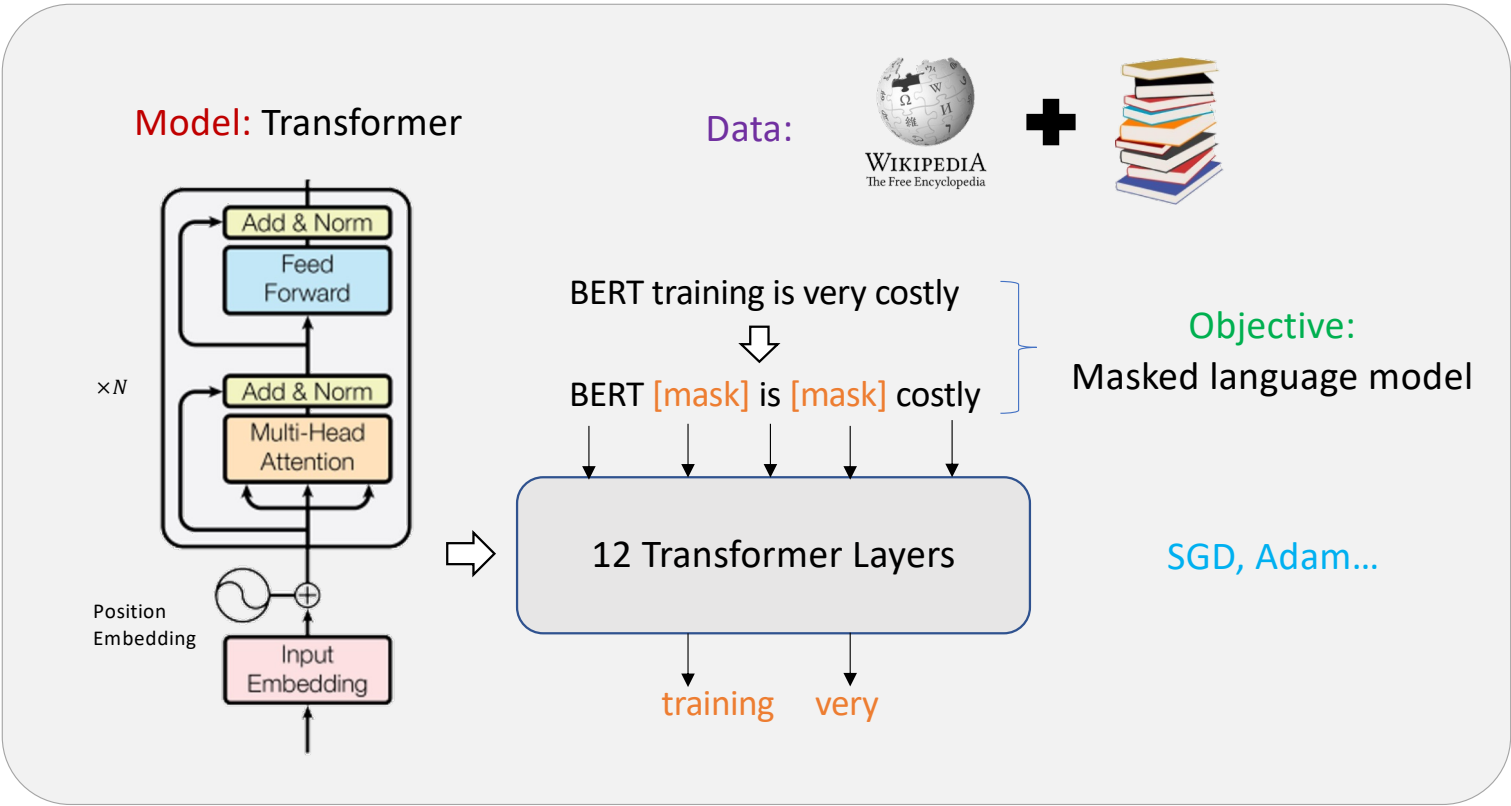 Model: Transformer
Add & Norm
Feed
Forward
Add & Norm
Multi-Head
Attention
×N
Position
Embedding
Input
Embedding
Data:
Ω
W
И
維
7
WIKIPEDIA
The Free Encyclopedia
BERT training is very costly
BERT [mask] is [mask] costly
Objective:
Masked language model
12 Transformer Layers
SGD, Adam...
training very